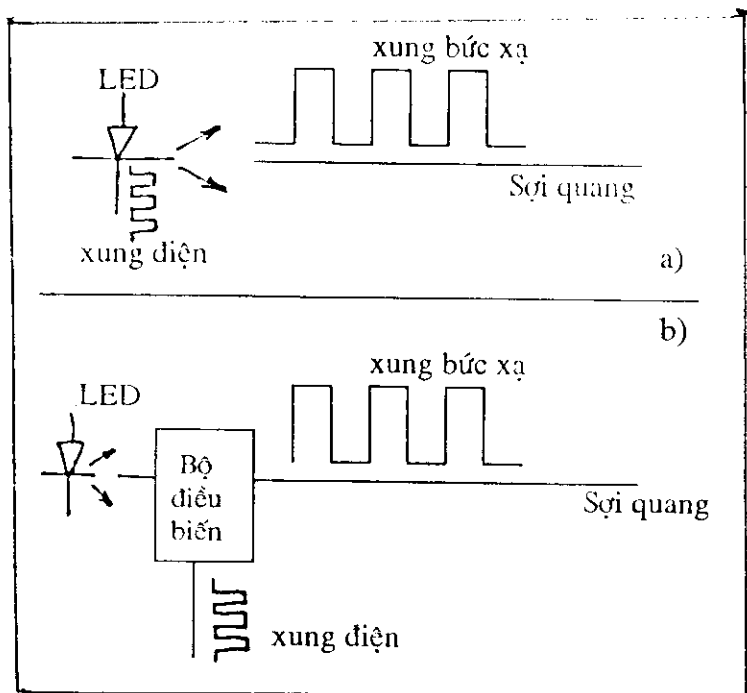 xung bức xạ
LED
Sợi quang
xung điện
a)
b)
xung bức xạ
LED
Bộ
điều
biến
Sợi quang
xung điện